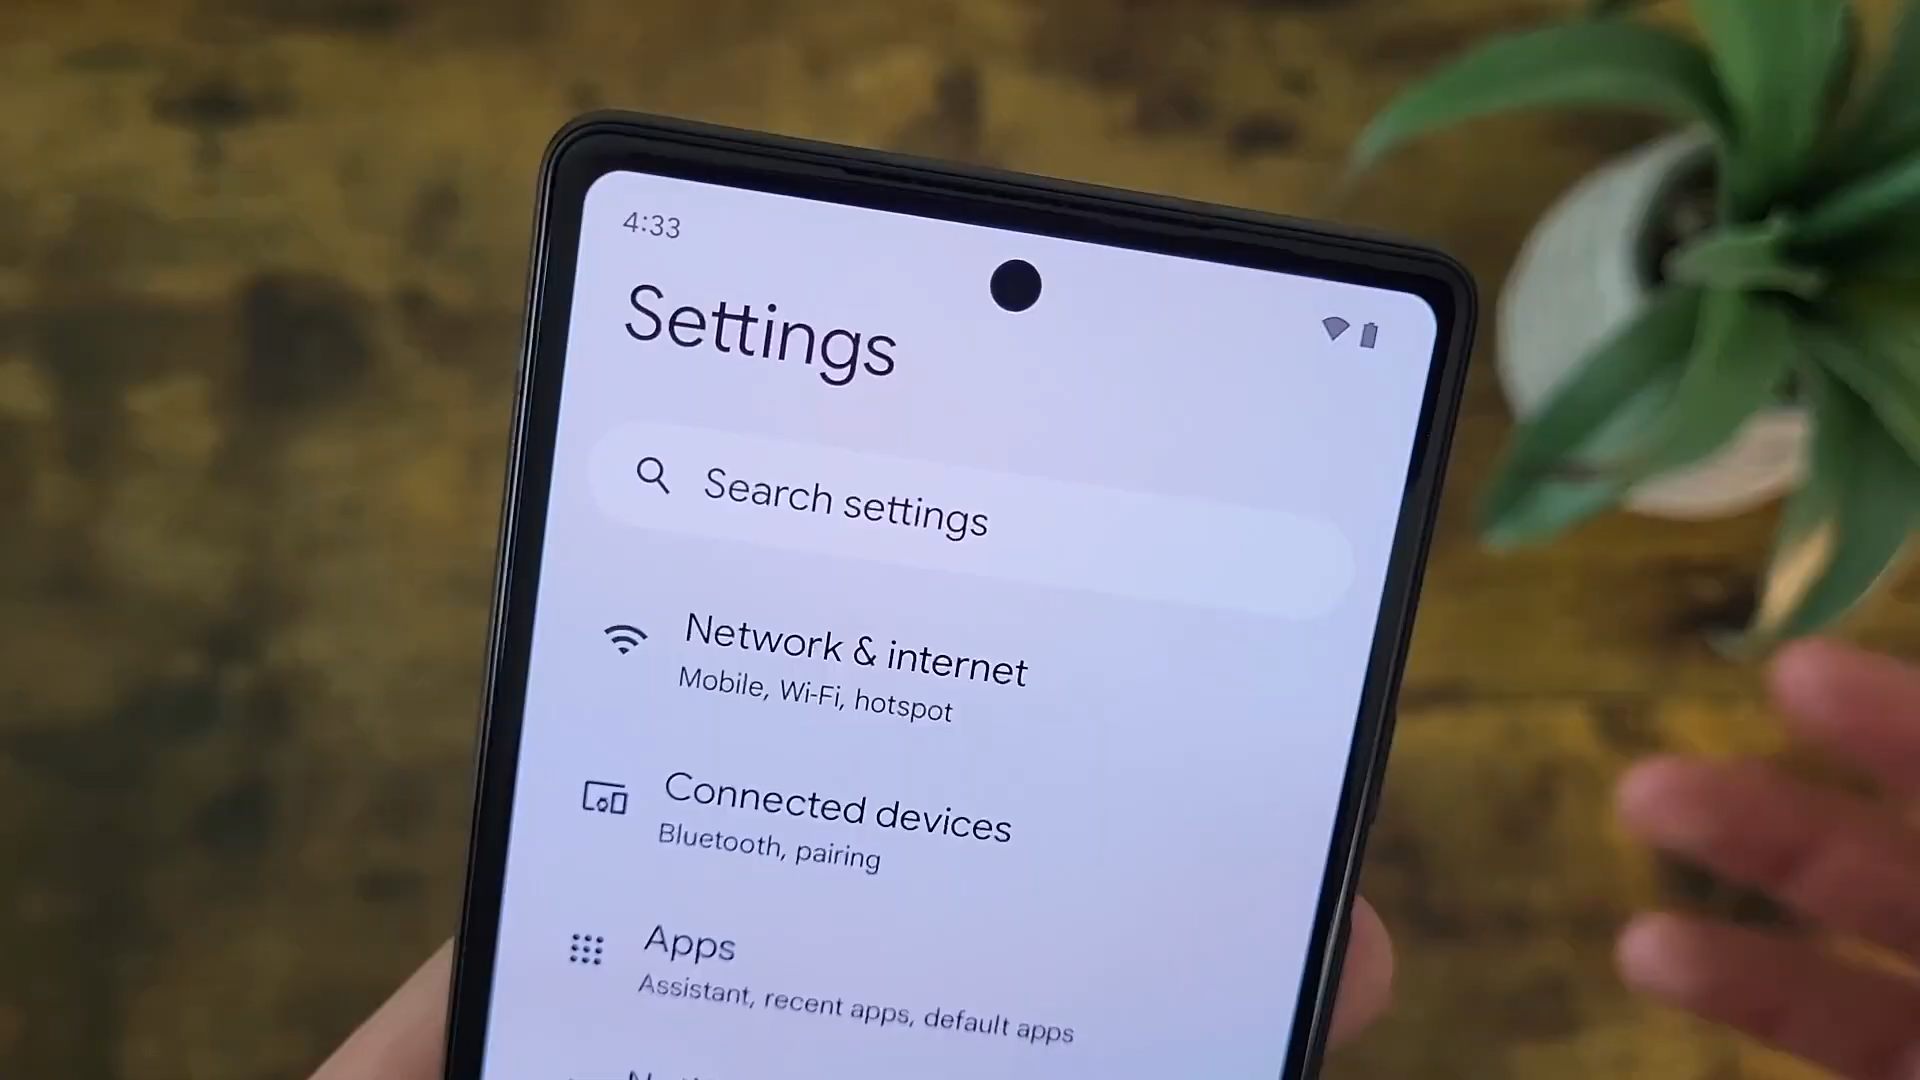 4:33
Settings
Search settings
Network & internet
Mobile, Wi-Fi, hotspot
Connected devices
Bluetooth, pairing
Apps
Assistant, recent apps, default apps